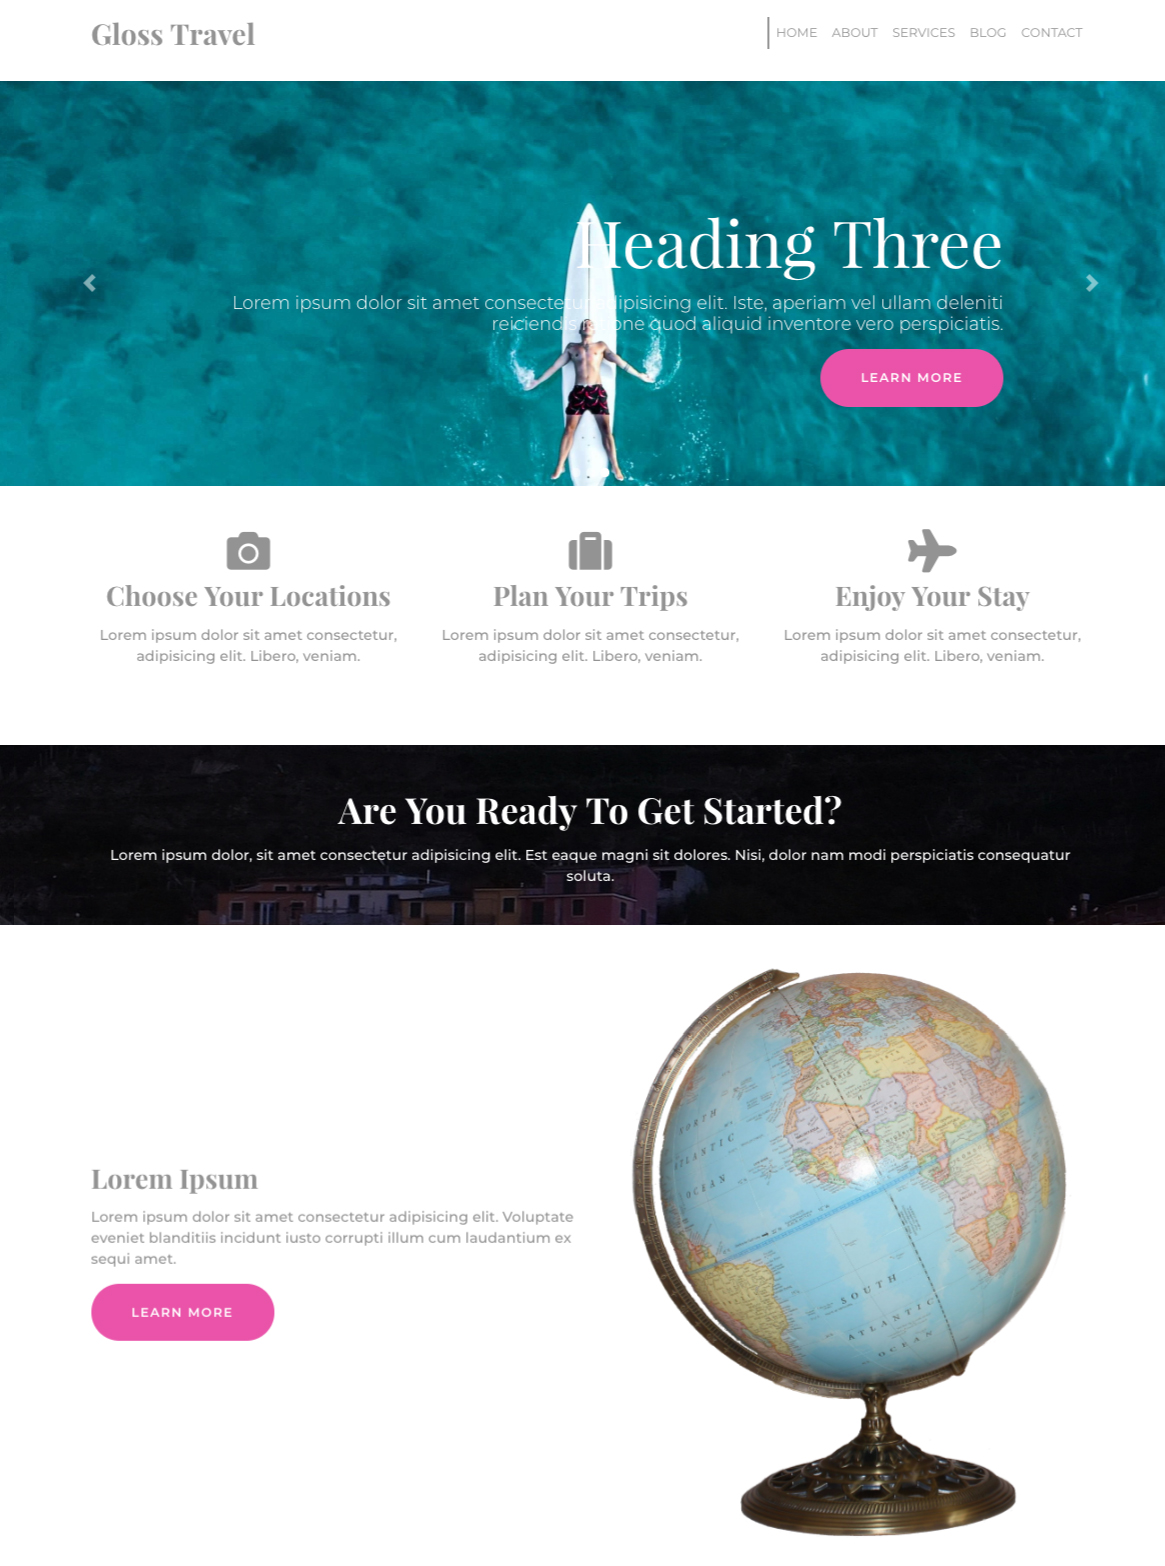 Gloss Travel
HOME ABOUT SERVICES BLOG CONTACT
Heading Three
Lorem ipsum dolor sit amet consectetur adipisicing elit. Iste, aperiam vel ullam deleniti
reiciendis ratione quod aliquid inventore vero perspiciatis.
LEARN MORE
Choose Your Locations
Lorem ipsum dolor sit amet consectetur,
adipisicing elit. Libero, veniam.
Plan Your Trips
Lorem ipsum dolor sit amet consectetur,
adipisicing elit. Libero, veniam.
Enjoy Your Stay
Lorem ipsum dolor sit amet consectetur,
adipisicing elit. Libero, veniam.
Are You Ready To Get Started?
Lorem ipsum dolor, sit amet consectetur adipisicing elit. Est eaque magni sit dolores. Nisi, dolor nam modi perspiciatis consequatur
soluta.
Lorem Ipsum
Lorem ipsum dolor sit amet consectetur adipisicing elit. Voluptate
eveniet blanditiis incidunt iusto corrupti illum cum laudantium ex
sequi amet.
LEARN MORE
NORTH
ATLANTIC
OCEAN
SOUTH
ATLANTIC
OCEAN